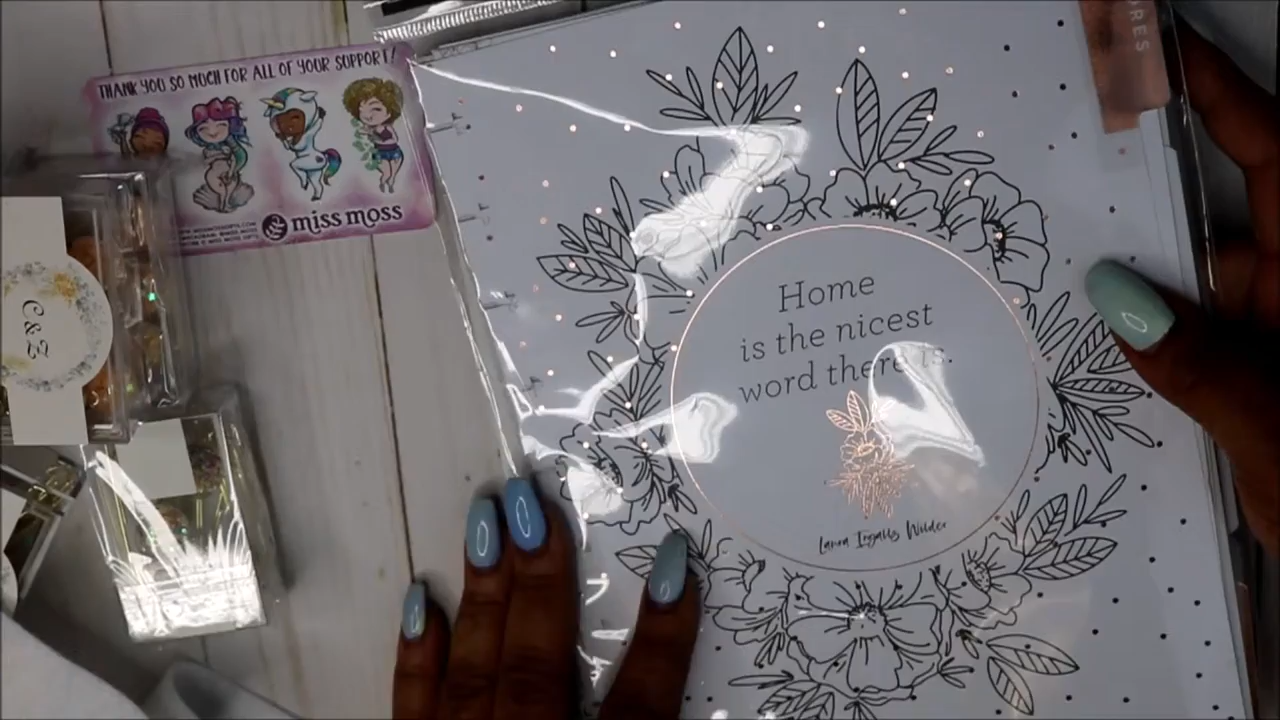 THANK YOU SO MUCH FOR ALL OF YOUR SUPPORT!
miss moss
C&Z
Home
is the nicest
word there is.
Laura Ingalls Wilder